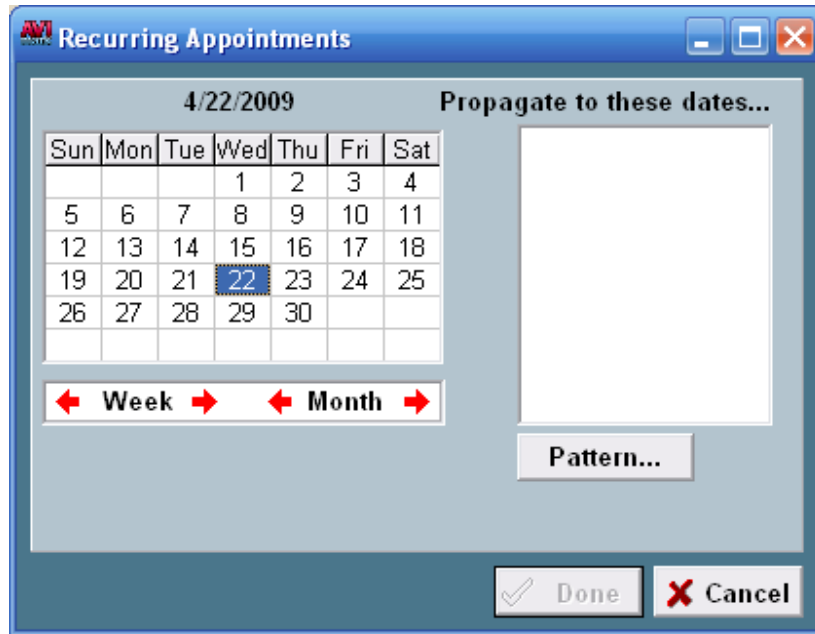 AVI Recurring Appointments
4/22/2009
Propagate to these dates...
Sun Mon Tue Wed Thu Fri Sat
1 2 3 4
5 6 7 8 9 10 11
12 13 14 15 16 17 18
19 20 21 22 23 24 25
26 27 28 29 30
Week Month
Pattern...
Done Cancel